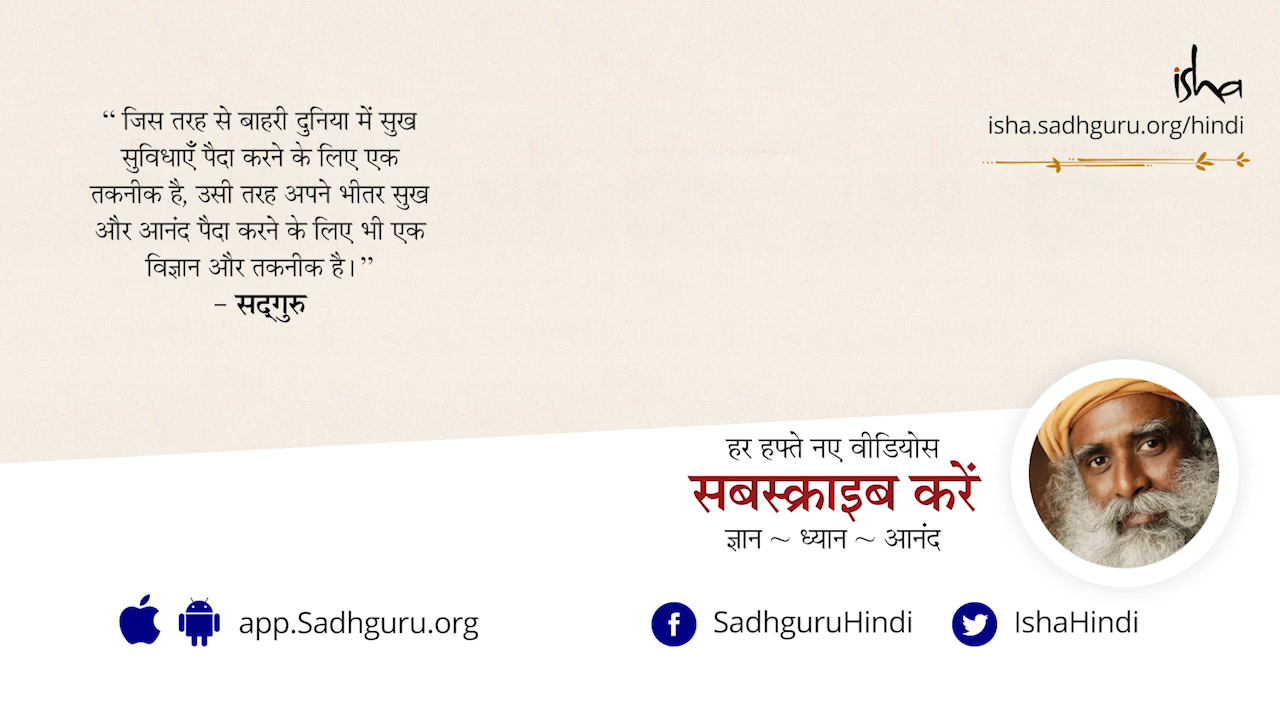 “ जिस तरह से बाहरी दुनिया में सुख
सुविधाएँ पैदा करने के लिए एक
तकनीक है, उसी तरह अपने भीतर सुख
और आनंद पैदा करने के लिए भी एक
विज्ञान और तकनीक है।”
– सद्गुरु
isha
isha.sadhguru.org/hindi
हर हफ्ते नए वीडियोस
सबस्क्राइब करें
ज्ञान ~ ध्यान ~ आनंद
app.Sadhguru.org
SadhguruHindi
IshaHindi